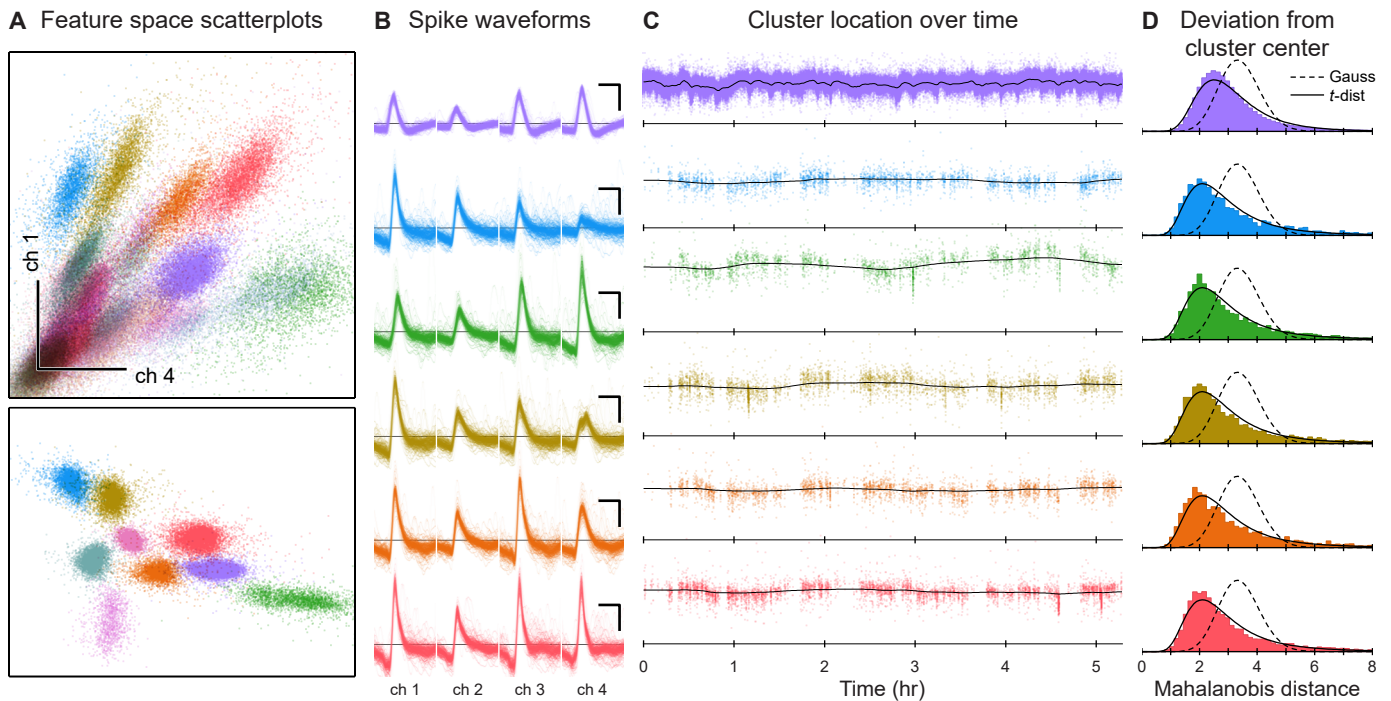 A Feature space scatterplots
B Spike waveforms
C Cluster location over time
D Deviation from
cluster center
Gauss
t-dist
ch 1
ch 4
ch 1 ch 2 ch 3 ch 4
0 1 2 3 4 5
Time (hr)
0 2 4 6 8
Mahalanobis distance